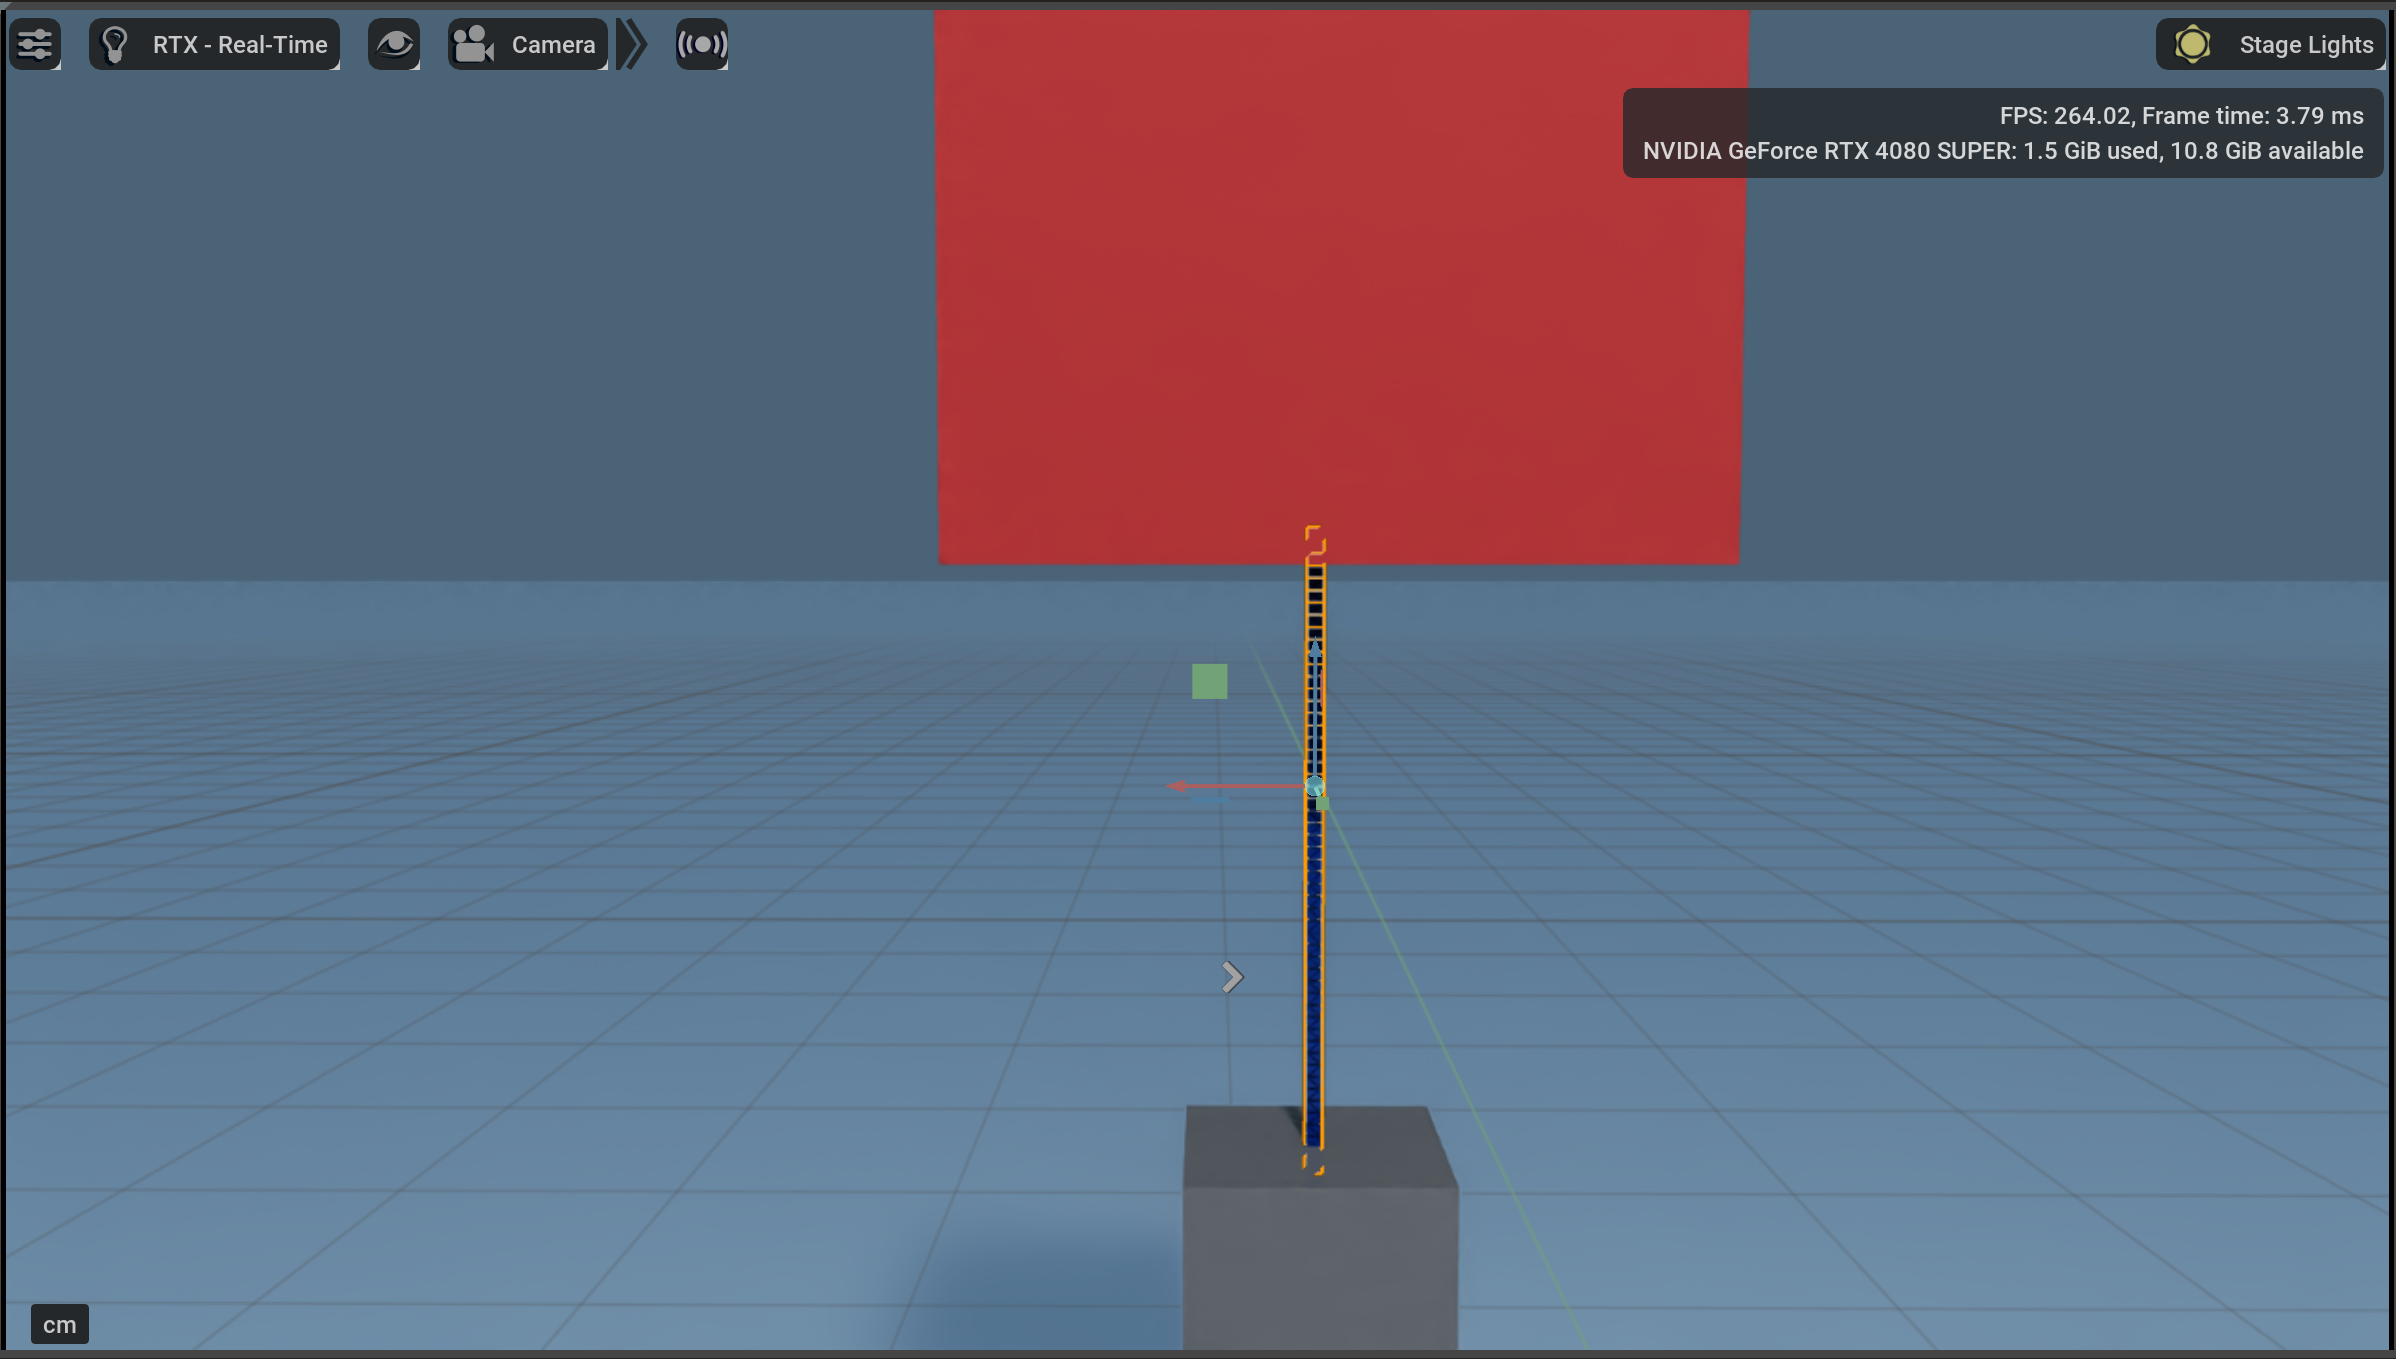 RTX - Real-Time
Camera
Stage Lights
FPS: 264.02, Frame time: 3.79 ms
NVIDIA GeForce RTX 4080 SUPER: 1.5 GiB used, 10.8 GiB available
cm